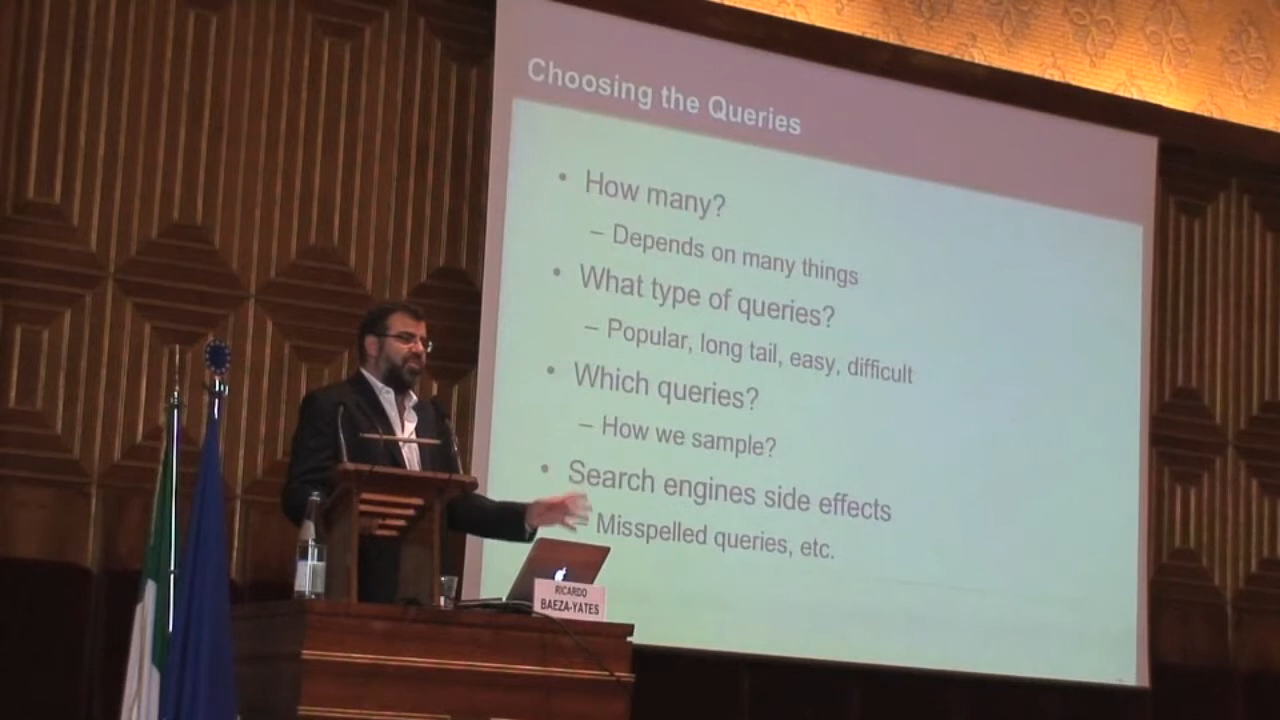 Choosing the Queries
• How many?
– Depends on many things
• What type of queries?
– Popular, long tail, easy, difficult
• Which queries?
– How we sample?
• Search engines side effects
– Misspelled queries, etc.
RICARDO
BAEZA-YATES